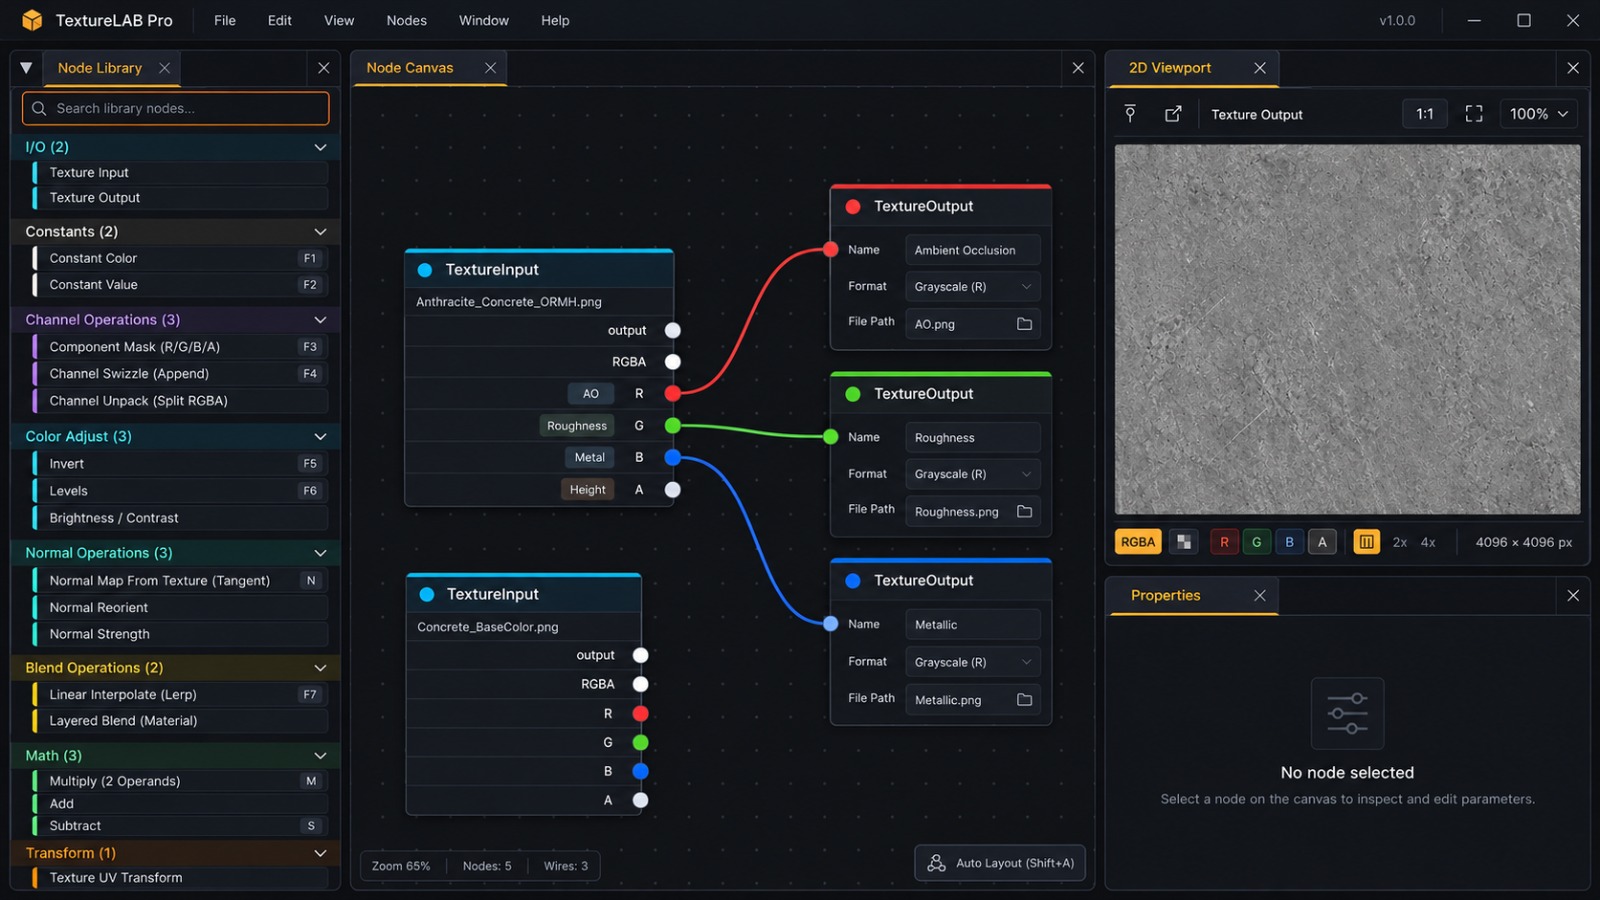 TextureLAB Pro File Edit View Nodes Window Help v1.0.0
Node Library
Search library nodes...
I/O (2)
Texture Input
Texture Output
Constants (2)
Constant Color F1
Constant Value F2
Channel Operations (3)
Component Mask (R/G/B/A) F3
Channel Swizzle (Append) F4
Channel Unpack (Split RGBA)
Color Adjust (3)
Invert F5
Levels F6
Brightness / Contrast
Normal Operations (3)
Normal Map From Texture (Tangent) N
Normal Reorient
Normal Strength
Blend Operations (2)
Linear Interpolate (Lerp) F7
Layered Blend (Material)
Math (3)
Multiply (2 Operands) M
Add
Subtract S
Transform (1)
Texture UV Transform
Node Canvas
TextureInput
Anthracite_Concrete_ORMH.png
output
RGBA
AO R
Roughness G
Metal B
Height A
TextureInput
Concrete_BaseColor.png
output
RGBA
R
G
B
A
TextureOutput
Name Ambient Occlusion
Format Grayscale (R)
File Path AO.png
TextureOutput
Name Roughness
Format Grayscale (R)
File Path Roughness.png
TextureOutput
Name Metallic
Format Grayscale (R)
File Path Metallic.png
Zoom 65% Nodes: 5 Wires: 3
Auto Layout (Shift+A)
2D Viewport
Texture Output 1:1 100%
RGBA R G B A 2x 4x 4096 × 4096 px
Properties
No node selected
Select a node on the canvas to inspect and edit parameters.